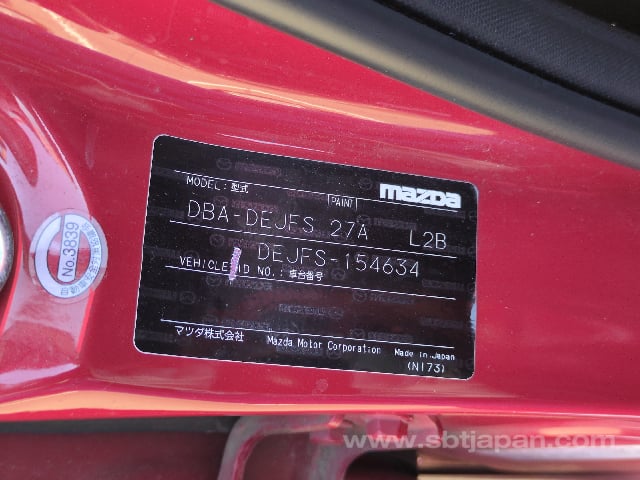 mazda
MODEL: 型式 PAINT
DBA-DEJFS 27A L2B
DEJFS-154634
VEHICLE ID NO.: 車台番号
マツダ株式会社 Mazda Motor Corporation Made in Japan
(N173)
No.3839
www.sbtjapan.com